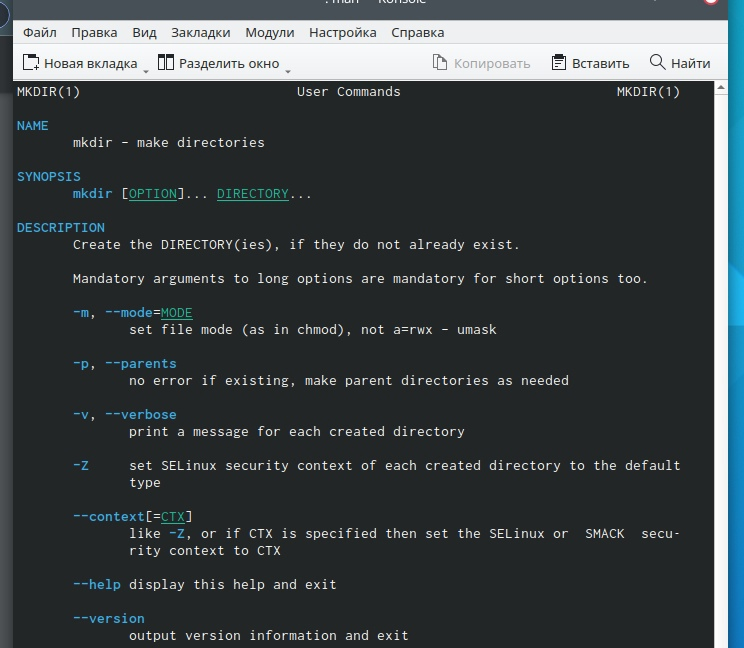 : man — Konsole
Файл Правка Вид Закладки Модули Настройка Справка
Новая вкладка Разделить окно Копировать Вставить Найти
MKDIR(1) User Commands MKDIR(1)
NAME
mkdir - make directories
SYNOPSIS
mkdir [OPTION]... DIRECTORY...
DESCRIPTION
Create the DIRECTORY(ies), if they do not already exist.
Mandatory arguments to long options are mandatory for short options too.
-m, --mode=MODE
set file mode (as in chmod), not a=rwx - umask
-p, --parents
no error if existing, make parent directories as needed
-v, --verbose
print a message for each created directory
-Z set SELinux security context of each created directory to the default
type
--context[=CTX]
like -Z, or if CTX is specified then set the SELinux or SMACK secu-
rity context to CTX
--help display this help and exit
--version
output version information and exit